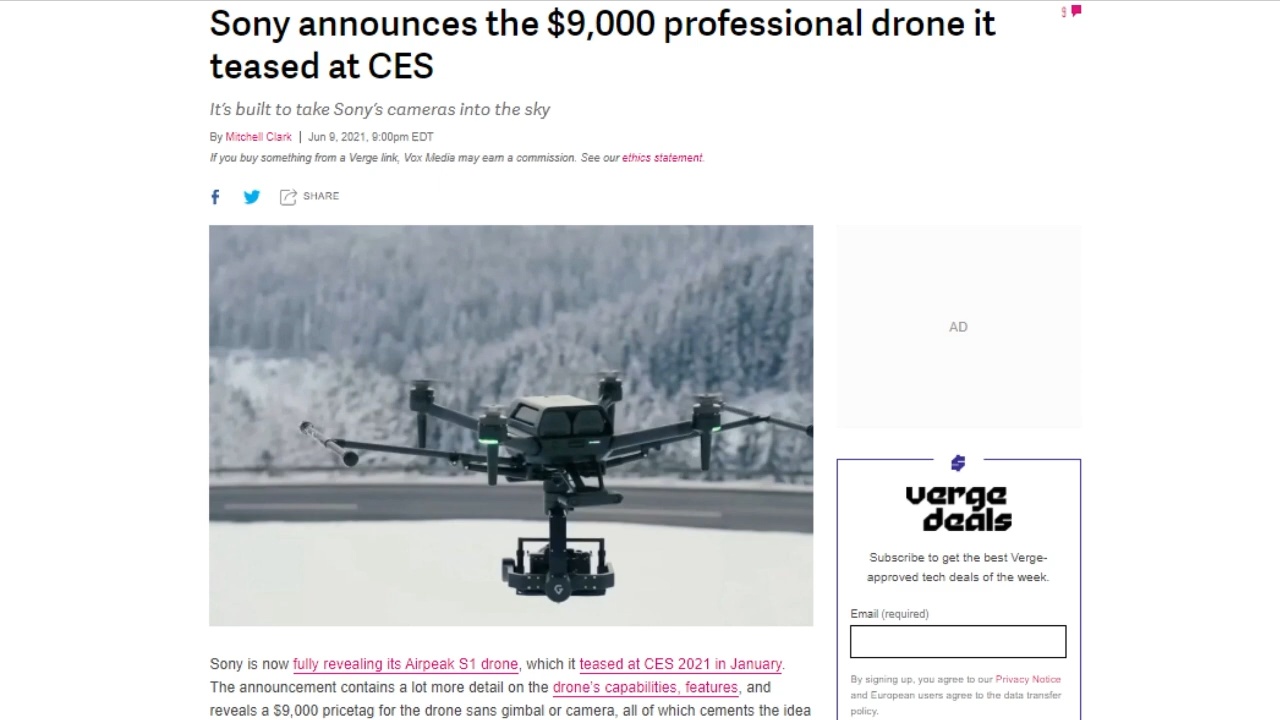 Sony announces the $9,000 professional drone it
teased at CES
9
It's built to take Sony's cameras into the sky
By Mitchell Clark | Jun 9, 2021, 9:00pm EDT
If you buy something from a Verge link, Vox Media may earn a commission. See our ethics statement.
SHARE
AD
verge
deals
Subscribe to get the best Verge-
approved tech deals of the week.
Email (required)
By signing up, you agree to our Privacy Notice
and European users agree to the data transfer
policy.
Sony is now fully revealing its Airpeak S1 drone, which it teased at CES 2021 in January.
The announcement contains a lot more detail on the drone's capabilities, features, and
reveals a $9,000 pricetag for the drone sans gimbal or camera, all of which cements the idea